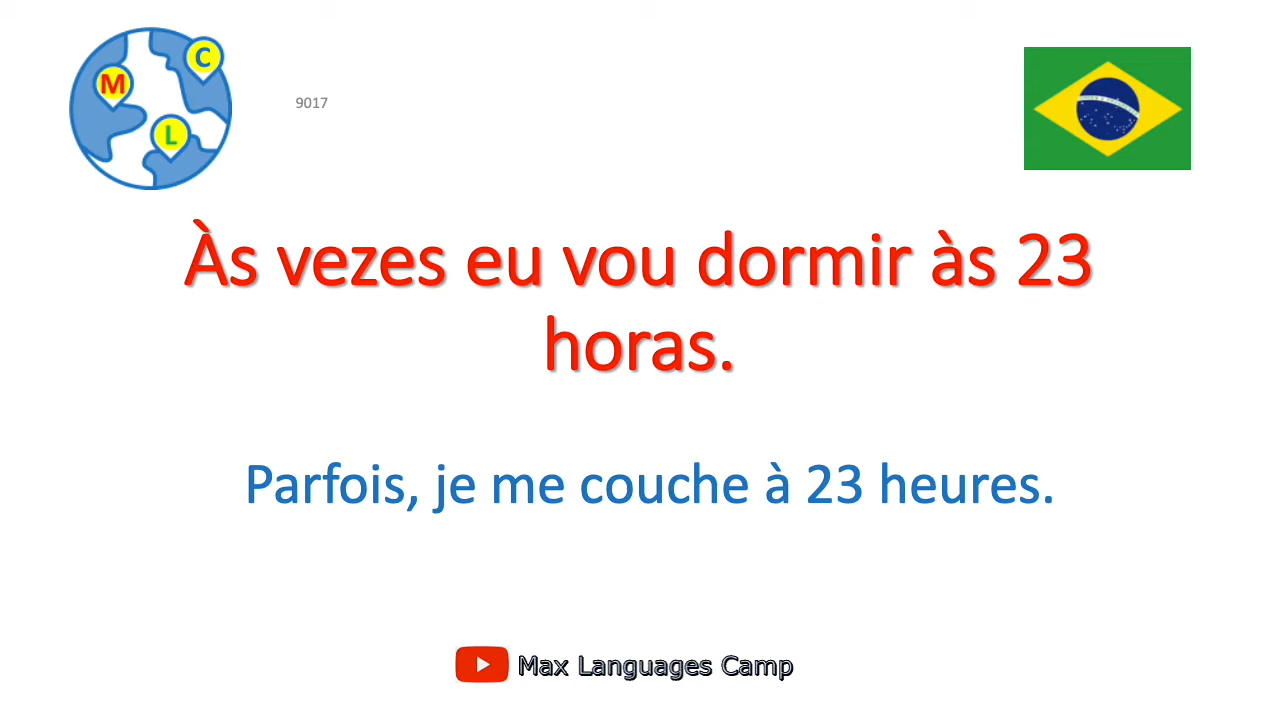 C
M
9017
L
Às vezes eu vou dormir às 23
horas.
Parfois, je me couche à 23 heures.
Max Languages Camp